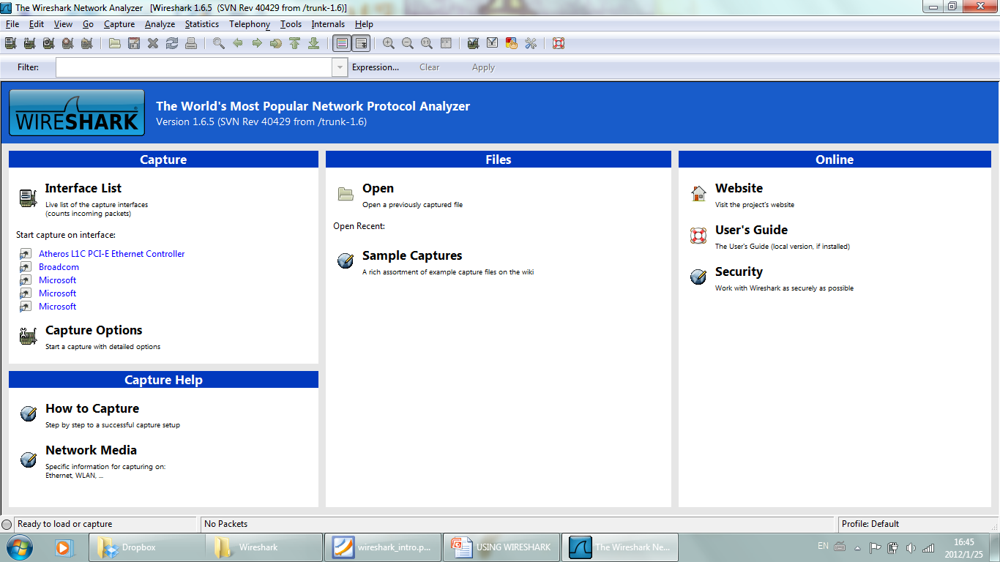 The Wireshark Network Analyzer [Wireshark 1.6.5 (SVN Rev 40429 from /trunk-1.6)]
File Edit View Go Capture Analyze Statistics Telephony Tools Internals Help
Filter: Expression... Clear Apply
WIRESHARK
The World's Most Popular Network Protocol Analyzer
Version 1.6.5 (SVN Rev 40429 from /trunk-1.6)
Capture
Interface List
Live list of the capture interfaces
(counts incoming packets)
Start capture on interface:
Atheros L1C PCI-E Ethernet Controller
Broadcom
Microsoft
Microsoft
Microsoft
Capture Options
Start a capture with detailed options
Capture Help
How to Capture
Step by step to a successful capture setup
Network Media
Specific information for capturing on:
Ethernet, WLAN, ...
Files
Open
Open a previously captured file
Open Recent:
Sample Captures
A rich assortment of example capture files on the wiki
Online
Website
Visit the project's website
User's Guide
The User's Guide (local version, if installed)
Security
Work with Wireshark as securely as possible
Ready to load or capture
No Packets
Profile: Default
Dropbox
Wireshark
wireshark_intro.p...
USING WIRESHARK
The Wireshark Ne...
EN
16:45
2012/1/25